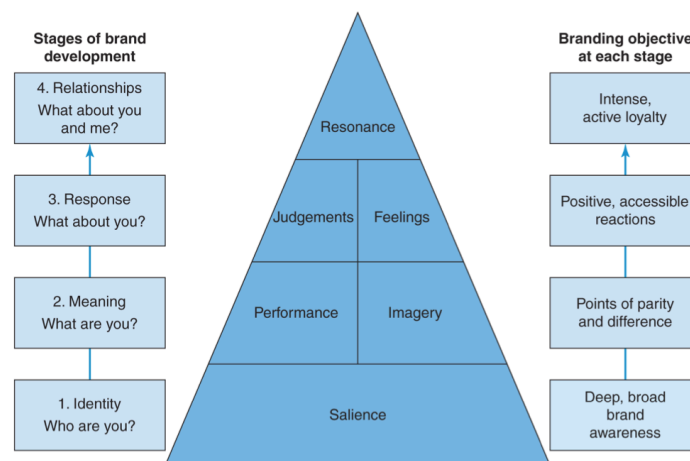 Stages of brand
development
4. Relationships
What about you
and me?
3. Response
What about you?
2. Meaning
What are you?
1. Identity
Who are you?
Resonance
Judgements
Feelings
Performance
Imagery
Salience
Branding objective
at each stage
Intense,
active loyalty
Positive, accessible
reactions
Points of parity
and difference
Deep, broad
brand
awareness